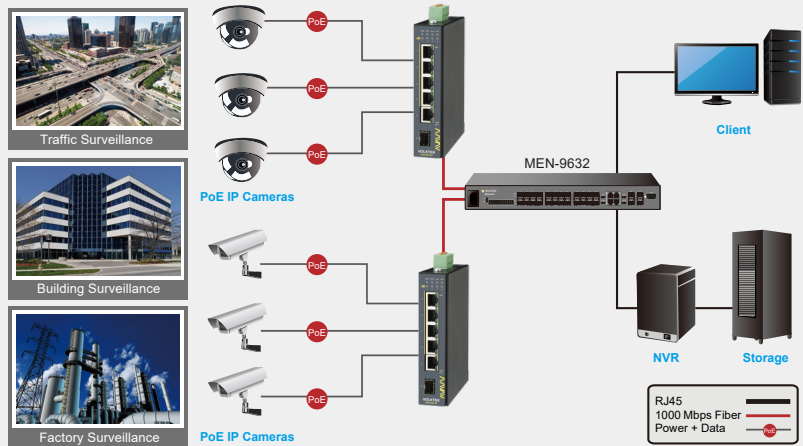 Traffic Surveillance
Building Surveillance
Factory Surveillance
PoE
PoE
PoE
PoE IP Cameras
PoE
PoE
PoE
PoE IP Cameras
MEN-9632
Client
NVR
Storage
RJ45
1000 Mbps Fiber
Power + Data
PoE